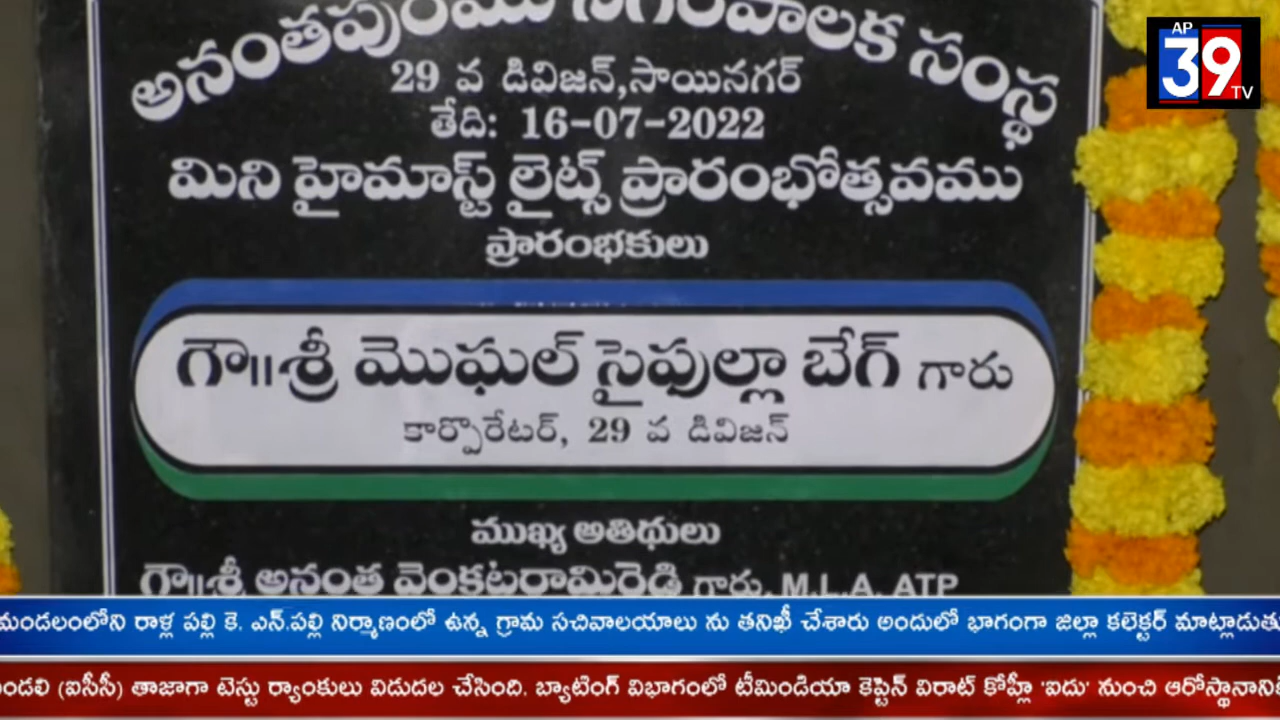 అనంతపురము నగరపాలక సంస్థ
AP
39
TV
29 వ డివిజన్,సాయినగర్
తేది: 16-07-2022
మిని హైమాస్ట్ లైట్స్ ప్రారంభోత్సవము
ప్రారంభకులు
గౌ||శ్రీ మొఘల్ సైఫుల్లా బేగ్ గారు
కార్పొరేటర్, 29 వ డివిజన్
ముఖ్య అతిథులు
గౌ||శ్రీ అనంత వెంకటరామిరెడ్డి గారు, M.L.A. ATP
మండలంలోని రాళ్ల పల్లి కె. ఎన్.పల్లి నిర్మాణంలో ఉన్న గ్రామ సచివాలయాలు ను తనిఖీ చేశారు అందులో భాగంగా జిల్లా కలెక్టర్ మాట్లాడుతు
ండలి (ఐసీసీ) తాజాగా టెస్టు ర్యాంకులు విడుదల చేసింది. బ్యాటింగ్ విభాగంలో టీమిండియా కెప్టెన్ విరాట్ కోహ్లీ 'ఐదు' నుంచి ఆరోస్థానాని